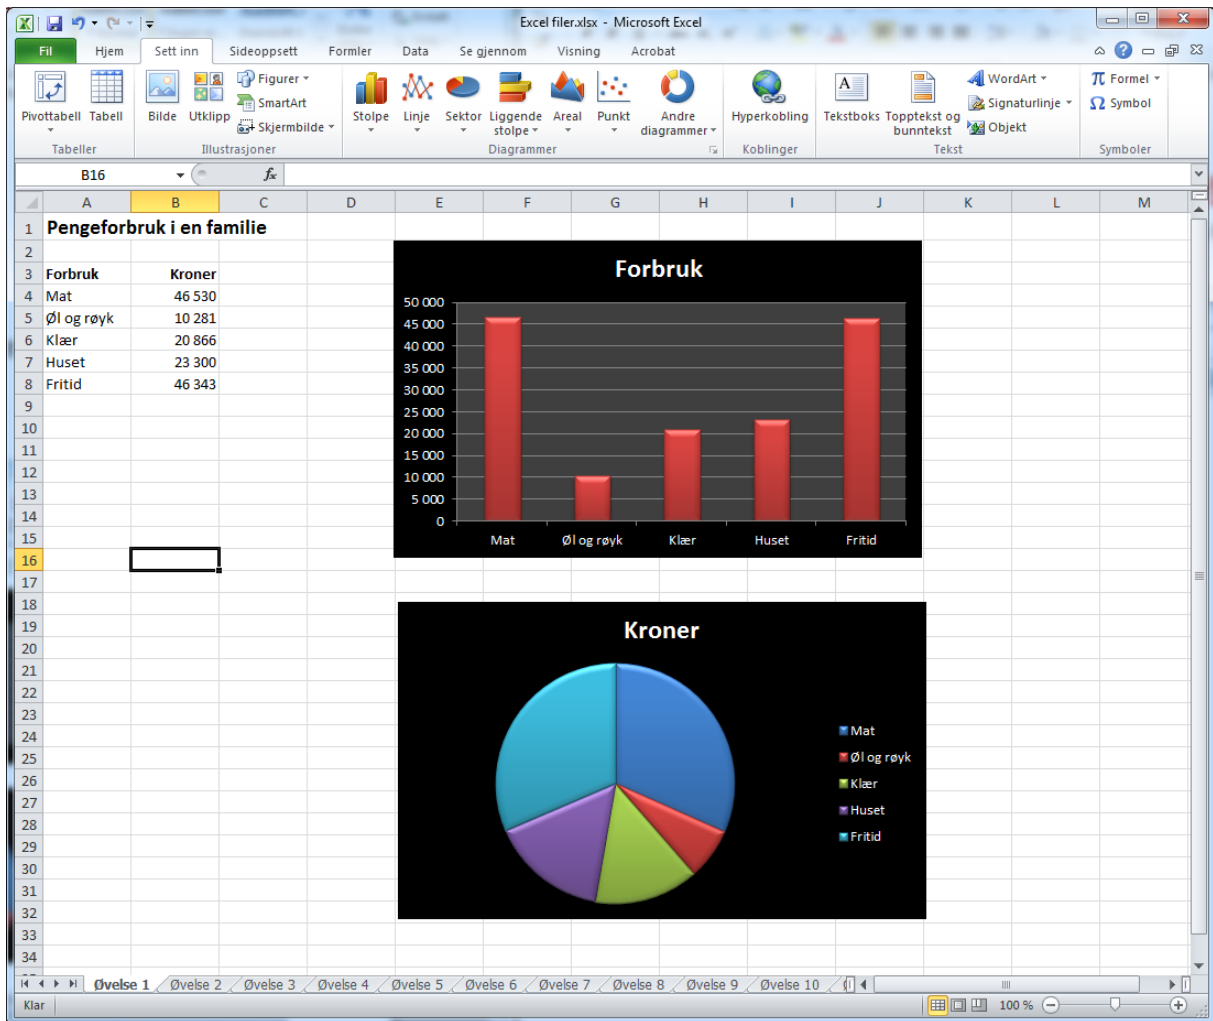 Excel filer.xlsx - Microsoft Excel
Fil Hjem Sett inn Sideoppsett Formler Data Se gjennom Visning Acrobat
Pivottabell Tabell
Tabeller
Bilde Utklipp Figurer
SmartArt
Skjermbilde
Illustrasjoner
Stolpe Linje Sektor Liggende stolpe Areal Punkt Andre diagrammer
Diagrammer
Hyperkobling
Koblinger
Tekstboks Topptekst og bunntekst WordArt
Signaturlinje
Objekt
Tekst
π Formel
Ω Symbol
Symboler
B16 fx
A B C D E F G H I J K L M
1 Pengeforbruk i en familie
2
3 Forbruk Kroner
4 Mat 46 530
5 Øl og røyk 10 281
6 Klær 20 866
7 Huset 23 300
8 Fritid 46 343
9
10
11
12
13
14
15
16
17
18
19
20
21
22
23
24
25
26
27
28
29
30
31
32
33
34
Forbruk
50 000
45 000
40 000
35 000
30 000
25 000
20 000
15 000
10 000
5 000
0
Mat Øl og røyk Klær Huset Fritid
Kroner
Mat
Øl og røyk
Klær
Huset
Fritid
Øvelse 1 Øvelse 2 Øvelse 3 Øvelse 4 Øvelse 5 Øvelse 6 Øvelse 7 Øvelse 8 Øvelse 9 Øvelse 10
Klar 100 %